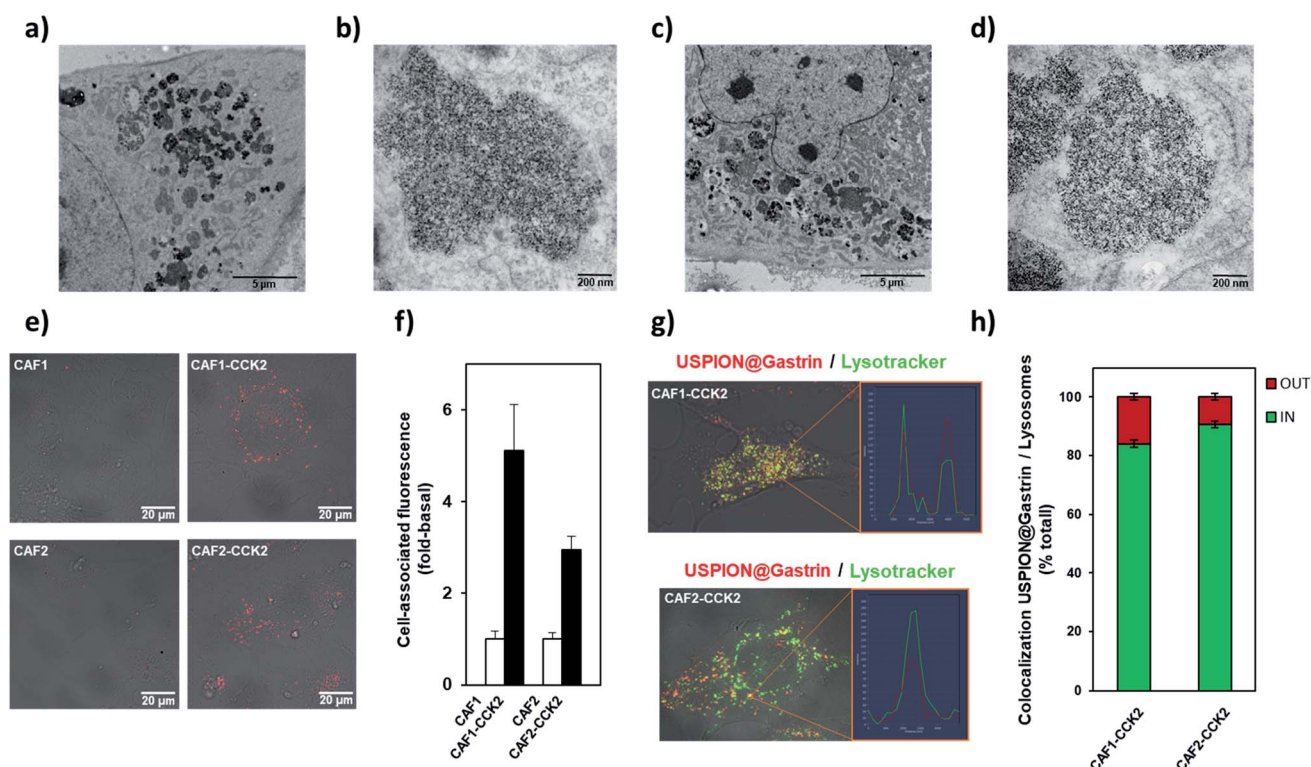 a)
b)
c)
d)
5 µm
200 nm
5 µm
200 nm
e)
f)
g)
h)
CAF1
CAF1-CCK2
20 µm
20 µm
CAF2
CAF2-CCK2
20 µm
20 µm
Cell-associated fluorescence
(fold-basal)
6
4
2
0
CAF1
CAF1-CCK2
CAF2
CAF2-CCK2
USPION@Gastrin / Lysotracker
CAF1-CCK2
USPION@Gastrin / Lysotracker
CAF2-CCK2
Colocalization USPION@Gastrin / Lysosomes
(% totall)
100
80
60
40
20
0
CAF1-CCK2
CAF2-CCK2
OUT
IN